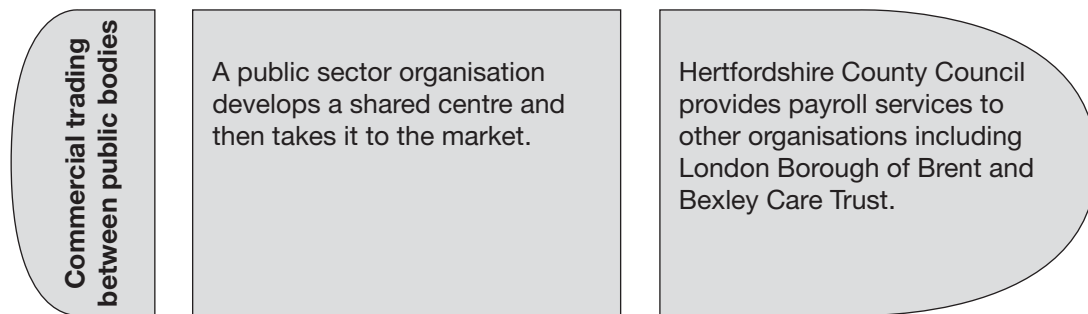 Commercial trading
between public bodies
A public sector organisation
develops a shared centre and
then takes it to the market.
Hertfordshire County Council
provides payroll services to
other organisations including
London Borough of Brent and
Bexley Care Trust.